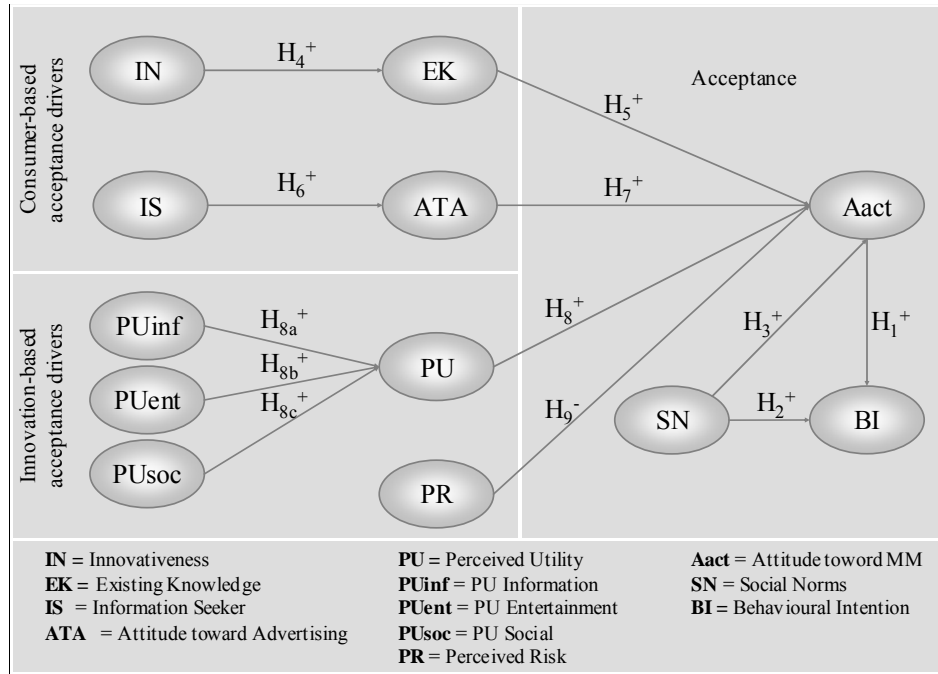 Consumer-based
acceptance drivers
IN
H4+
EK
IS
H6+
ATA
Innovation-based
acceptance drivers
PUinf
PUent
PUsoc
H8a+
H8b+
H8c+
PU
PR
Acceptance
H5+
H7+
H8+
H9-
Aact
H3+
H1+
SN
H2+
BI
IN = Innovativeness
EK = Existing Knowledge
IS = Information Seeker
ATA = Attitude toward Advertising
PU = Perceived Utility
PUinf = PU Information
PUent = PU Entertainment
PUsoc = PU Social
PR = Perceived Risk
Aact = Attitude toward MM
SN = Social Norms
BI = Behavioural Intention